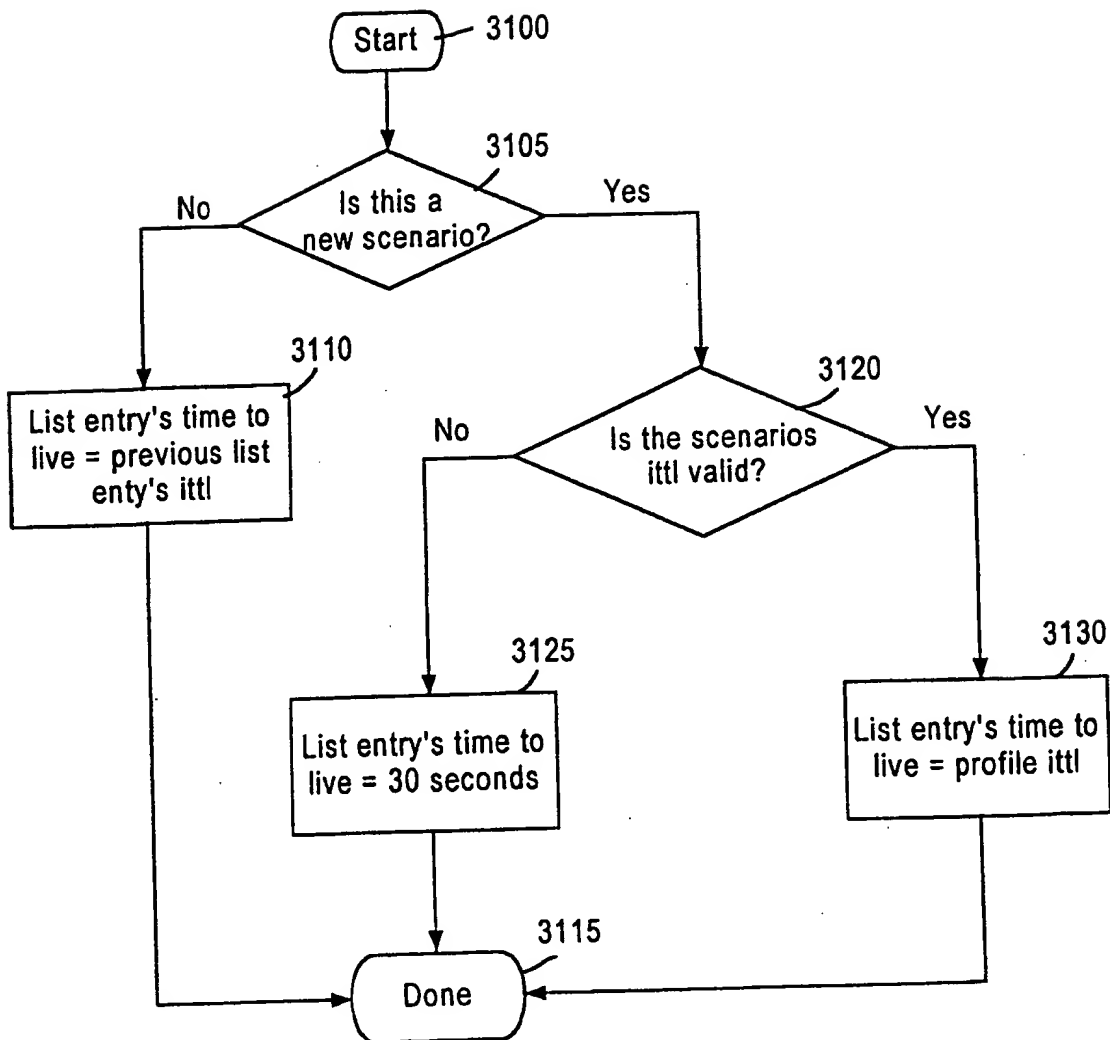 Start
3100
3105
Is this a
new scenario?
No
Yes
3110
List entry's time to
live = previous list
enty's ittl
3120
Is the scenarios
ittl valid?
No
Yes
3125
List entry's time to
live = 30 seconds
3130
List entry's time to
live = profile ittl
3115
Done